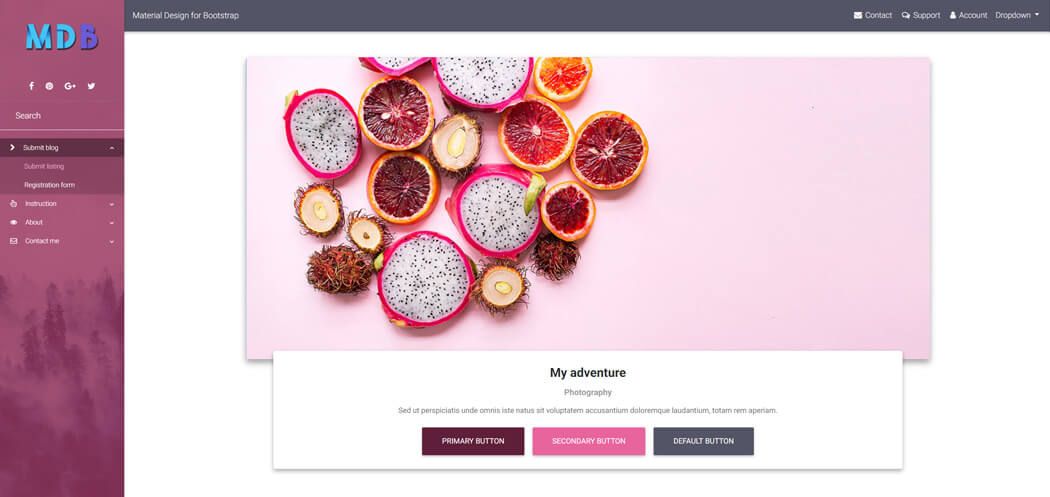 MDB
Material Design for Bootstrap
Contact
Support
Account
Dropdown
Search
Submit blog
Submit listing
Registration form
Instruction
About
Contact me
My adventure
Photography
Sed ut perspiciatis unde omnis iste natus sit voluptatem accusantium doloremque laudantium, totam rem aperiam.
PRIMARY BUTTON
SECONDARY BUTTON
DEFAULT BUTTON